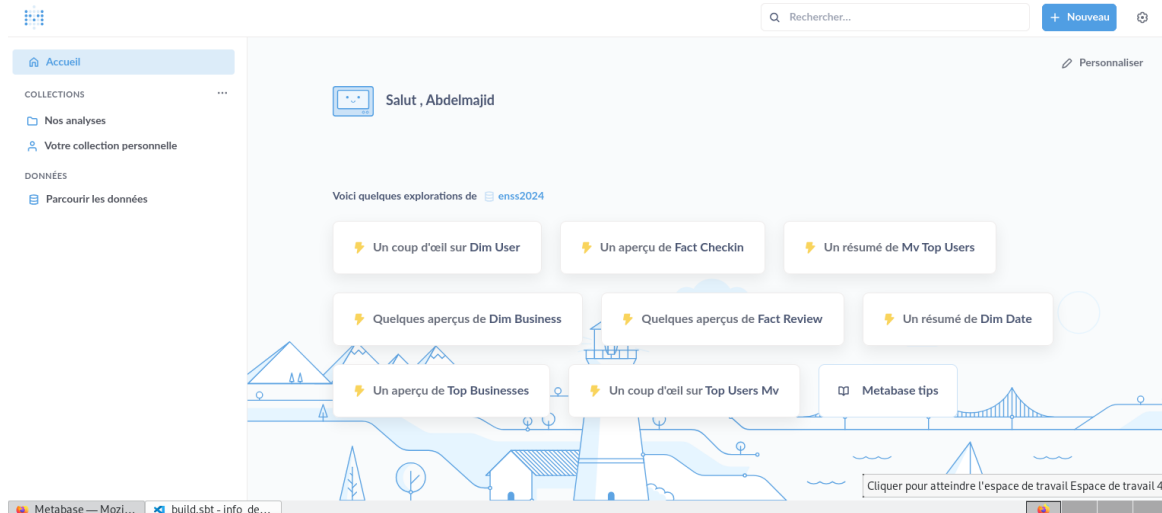 Rechercher...
+ Nouveau
Accueil
Personnaliser
COLLECTIONS
...
Salut , Abdelmajid
Nos analyses
Votre collection personnelle
DONNÉES
Parcourir les données
Voici quelques explorations de enss2024
Un coup d'œil sur Dim User
Un aperçu de Fact Checkin
Un résumé de Mv Top Users
Quelques aperçus de Dim Business
Quelques aperçus de Fact Review
Un résumé de Dim Date
Un aperçu de Top Businesses
Un coup d'œil sur Top Users Mv
Metabase tips
Cliquer pour atteindre l'espace de travail Espace de travail 4
Metabase — Mozi...
build.sbt - info_de...